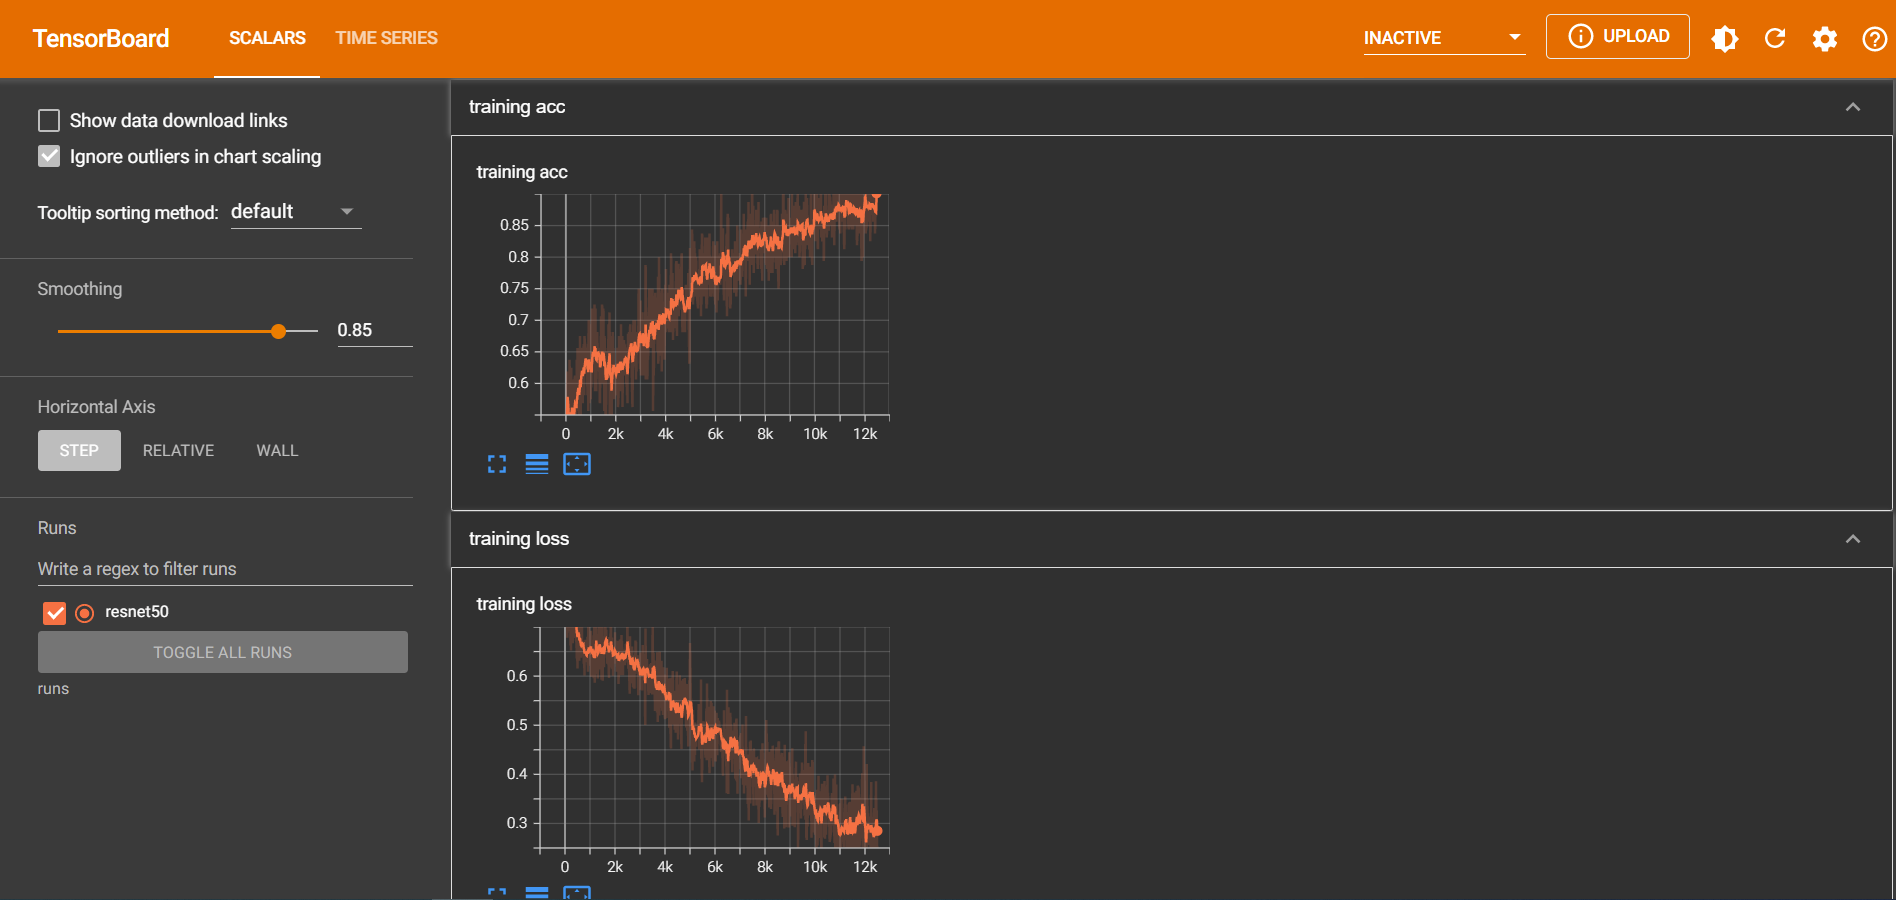 TensorBoard
SCALARS
TIME SERIES
INACTIVE
UPLOAD
Show data download links
Ignore outliers in chart scaling
Tooltip sorting method: default
Smoothing
0.85
Horizontal Axis
STEP
RELATIVE
WALL
Runs
Write a regex to filter runs
resnet50
TOGGLE ALL RUNS
runs
training acc
training acc
0.85
0.8
0.75
0.7
0.65
0.6
0 2k 4k 6k 8k 10k 12k
training loss
training loss
0.6
0.5
0.4
0.3
0 2k 4k 6k 8k 10k 12k